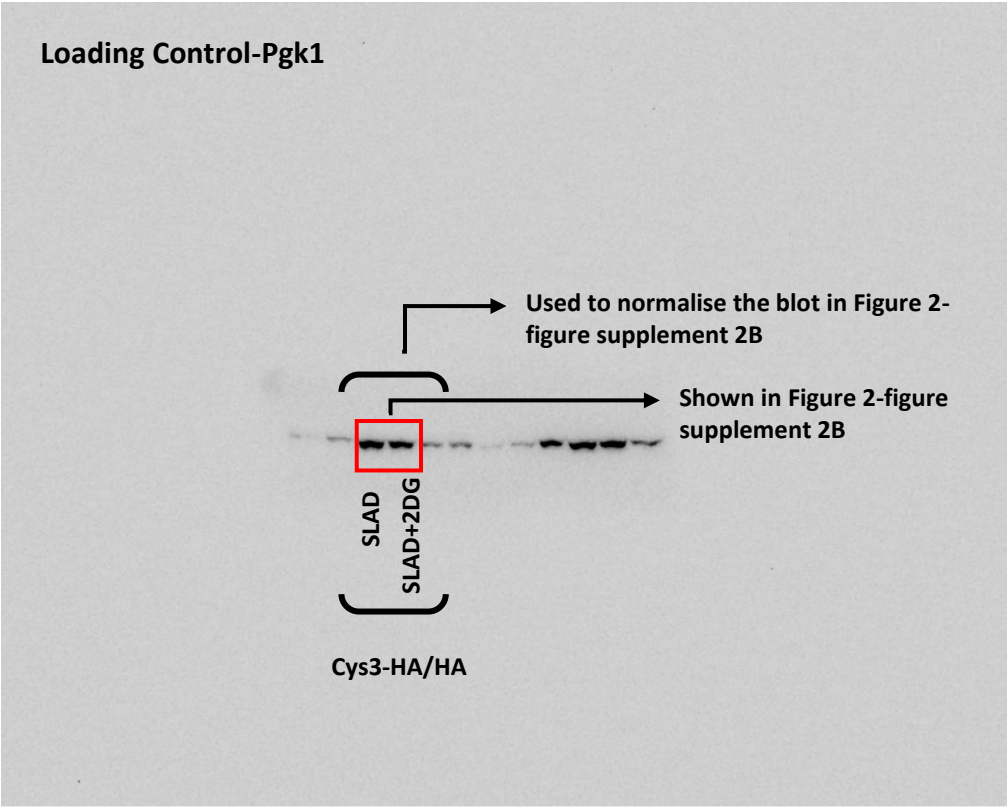 Loading Control-Pgk1
Used to normalise the blot in Figure 2-
figure supplement 2B
Shown in Figure 2-figure
supplement 2B
SLAD
SLAD+2DG
Cys3-HA/HA